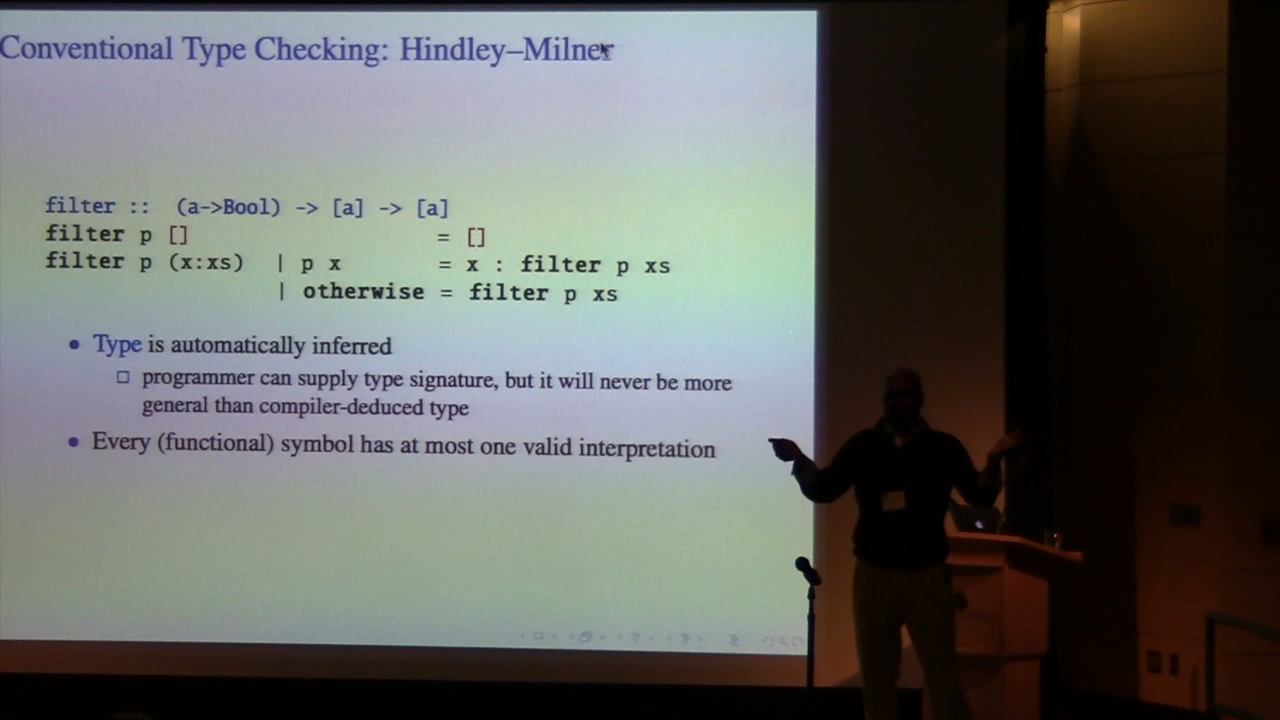 Conventional Type Checking: Hindley–Milner
filter :: (a->Bool) -> [a] -> [a]
filter p [] = []
filter p (x:xs) | p x = x : filter p xs
| otherwise = filter p xs
• Type is automatically inferred
□ programmer can supply type signature, but it will never be more
general than compiler-deduced type
• Every (functional) symbol has at most one valid interpretation